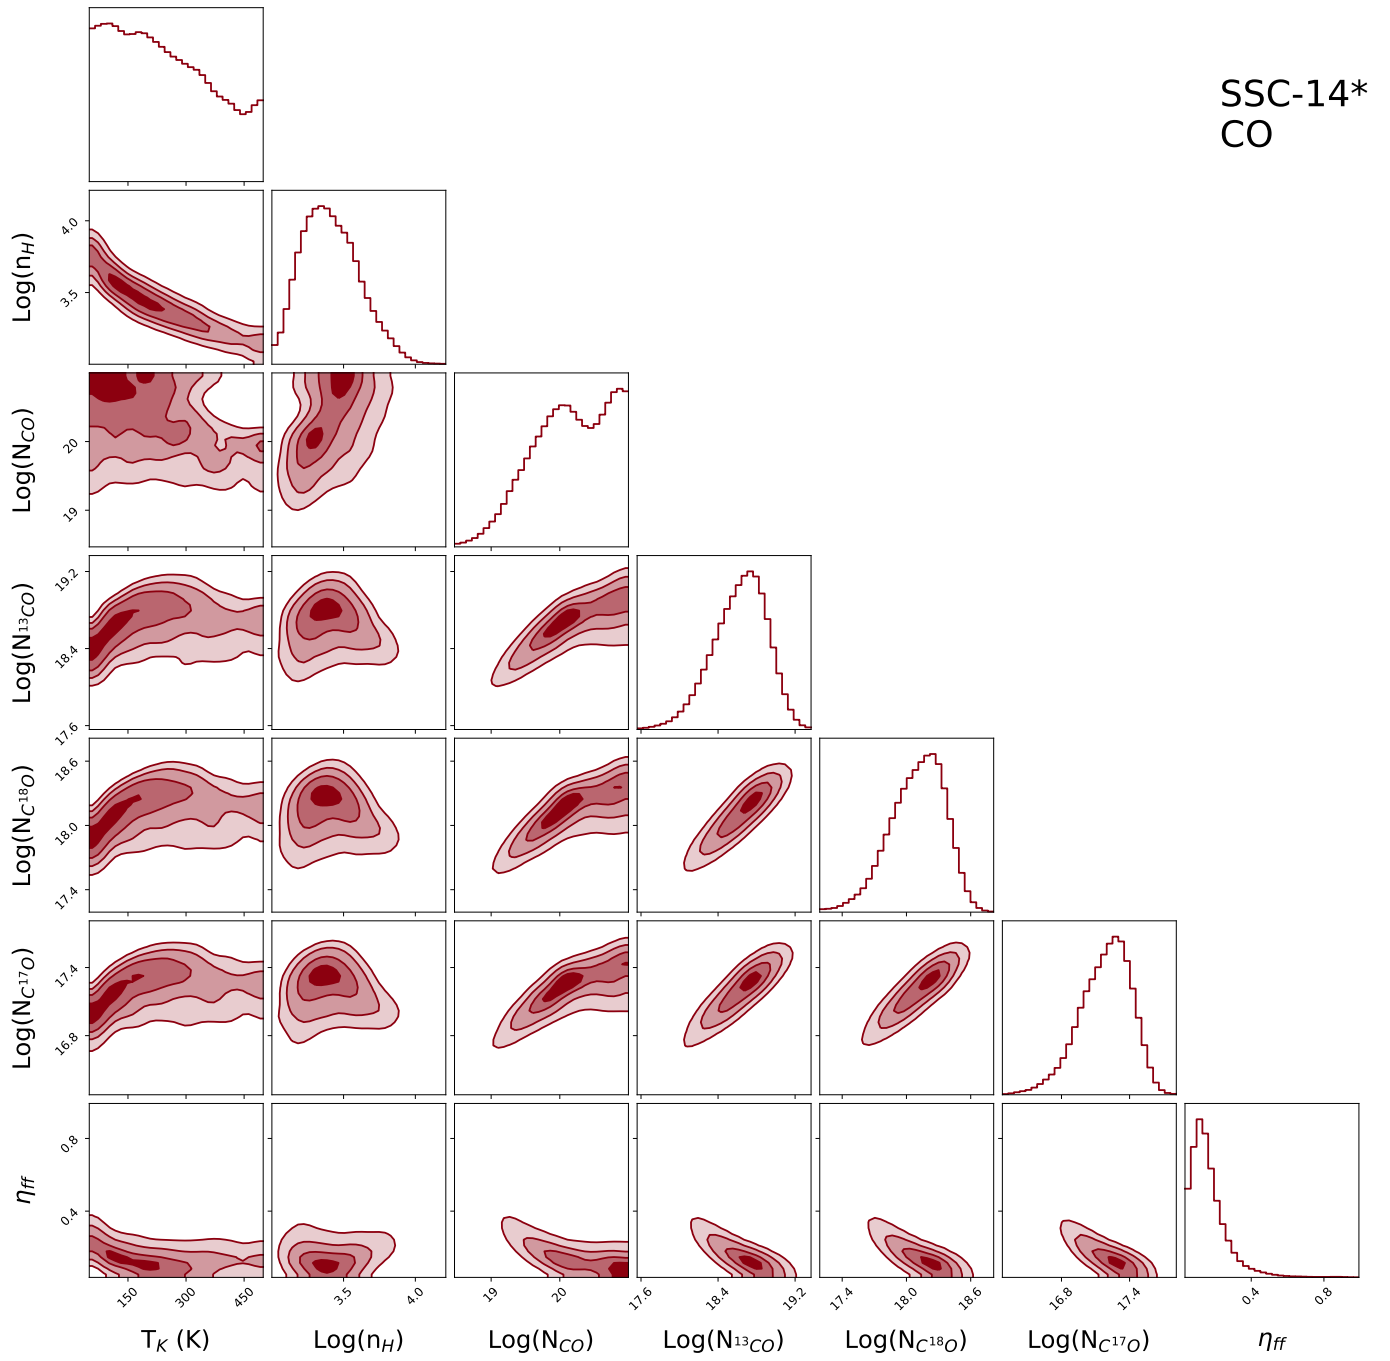 SSC-14*
CO
Log(n_H)
4.0
3.5
Log(N_CO)
20
19
Log(N_13CO)
19.2
18.4
17.6
Log(N_C18O)
18.6
18.0
17.4
Log(N_C17O)
17.4
16.8
η_ff
0.8
0.4
150 300 450
3.5 4.0
19 20
17.6 18.4 19.2
17.4 18.0 18.6
16.8 17.4
0.4 0.8
T_K (K)
Log(n_H)
Log(N_CO)
Log(N_13CO)
Log(N_C18O)
Log(N_C17O)
η_ff